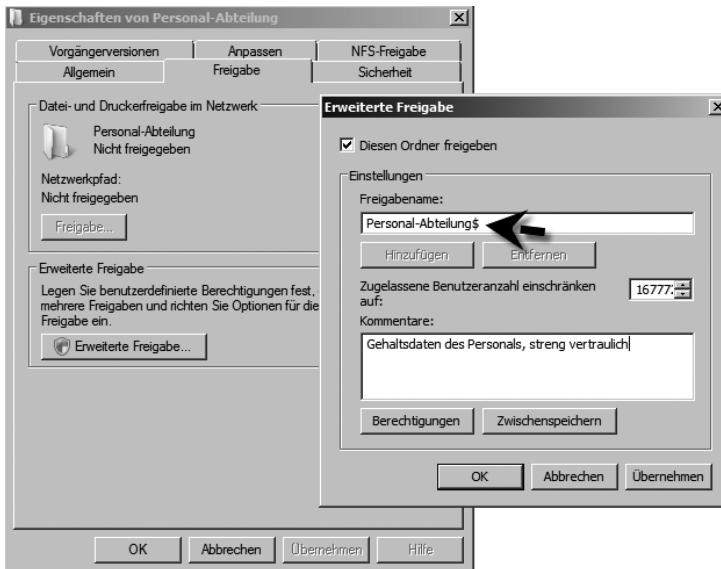 Eigenschaften von Personal-Abteilung
Vorgängerversionen
Anpassen
NFS-Freigabe
Allgemein
Freigabe
Sicherheit
Datei- und Druckerfreigabe im Netzwerk
Personal-Abteilung
Nicht freigegeben
Netzwerkpfad:
Nicht freigegeben
Freigabe...
Erweiterte Freigabe
Legen Sie benutzerdefinierte Berechtigungen fest,
mehrere Freigaben und richten Sie Optionen für die
Freigabe ein.
Erweiterte Freigabe...
OK
Abbrechen
Übernehmen
Hilfe
Erweiterte Freigabe
Diesen Ordner freigeben
Einstellungen
Freigabename:
Personal-Abteilung$
Hinzufügen
Entfernen
Zugelassene Benutzeranzahl einschränken
auf:
Kommentare:
Gehaltsdaten des Personals, streng vertraulich
Berechtigungen
Zwischenspeichern
OK
Abbrechen
Übernehmen